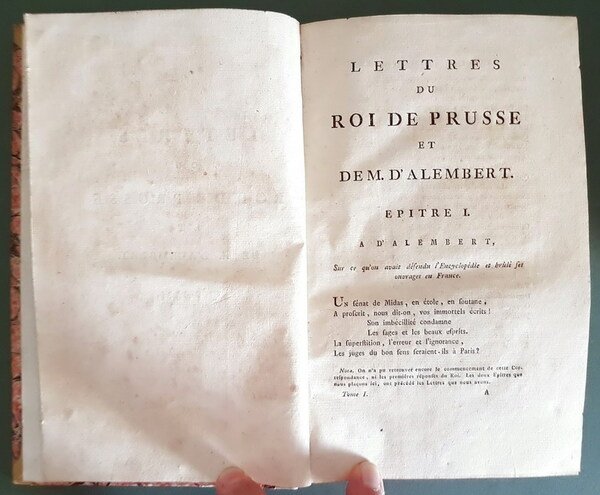 LETTRES
DU
ROI DE PRUSSE
ET
DE M. D'ALEMBERT.
EPITRE I.
A D'ALEMBERT,
Sur ce qu'on avait défendu l'Encyclopédie et brûlé ses
ouvrages en France.
UN sénat de Midas, en étole, en soutane,
A proscrit, nous dit-on, vos immortels écrits !
Son imbécillité condamne
Les sages et les beaux esprits.
La superstition, l'erreur et l'ignorance,
Les juges du bon sens seraient-ils à Paris?
Nota. On n'a pu retrouver encore le commencement de cette Cor-
respondance, ni les premières réponses du Roi. Les deux Epîtres que
nous plaçons ici, ont précédé les Lettres que nous avons.
Tome I. A